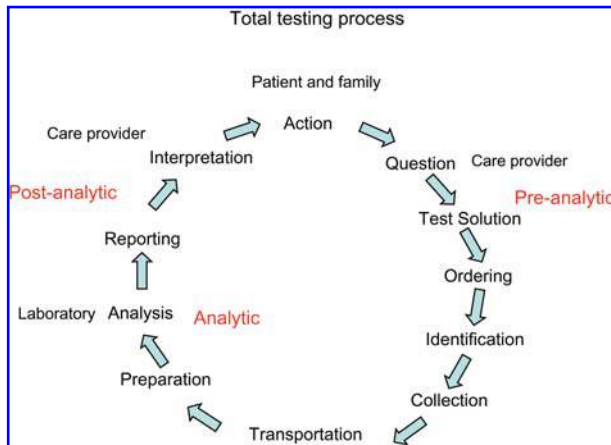 Total testing process
Patient and family
Action
Care provider
Interpretation
Question
Care provider
Post-analytic
Pre-analytic
Test Solution
Reporting
Ordering
Laboratory
Analysis
Analytic
Identification
Preparation
Collection
Transportation